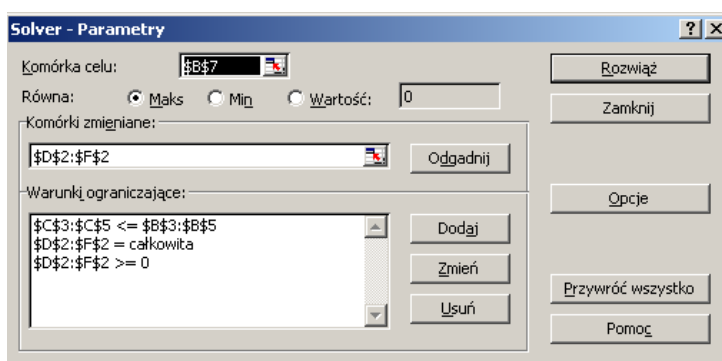 Solver - Parametry
Komórka celu: $B$7 Rozwiąż
Równa: Maks Min Wartość: 0 Zamknij
Komórki zmieniane:
$D$2:$F$2 Odgadnij
Warunki ograniczające: Opcje
$C$3:$C$5 <= $B$3:$B$5 Dodaj
$D$2:$F$2 = całkowita
$D$2:$F$2 >= 0 Zmień
Przywróć wszystko
Usuń
Pomoc